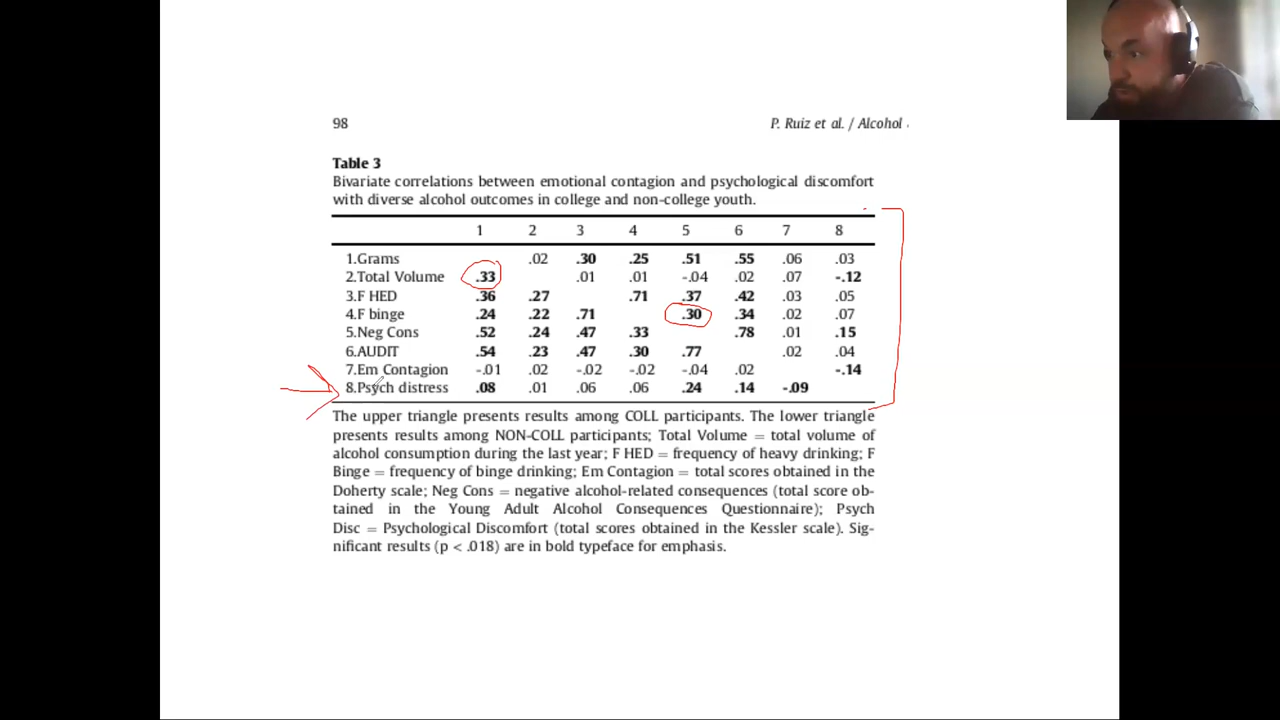 98 P. Ruiz et al. / Alcohol
Table 3
Bivariate correlations between emotional contagion and psychological discomfort
with diverse alcohol outcomes in college and non-college youth.
1 2 3 4 5 6 7 8
1.Grams .02 .30 .25 .51 .55 .06 .03
2.Total Volume .33 .01 .01 -.04 .02 .07 -.12
3.F HED .36 .27 .71 .37 .42 .03 .05
4.F binge .24 .22 .71 .30 .34 .02 .07
5.Neg Cons .52 .24 .47 .33 .78 .01 .15
6.AUDIT .54 .23 .47 .30 .77 .02 .04
7.Em Contagion -.01 .02 -.02 -.02 -.04 .02 -.14
8.Psych distress .08 .01 .06 .06 .24 .14 -.09
The upper triangle presents results among COLL participants. The lower triangle
presents results among NON-COLL participants; Total Volume = total volume of
alcohol consumption during the last year; F HED = frequency of heavy drinking; F
Binge = frequency of binge drinking; Em Contagion = total scores obtained in the
Doherty scale; Neg Cons = negative alcohol-related consequences (total score ob-
tained in the Young Adult Alcohol Consequences Questionnaire); Psych
Disc = Psychological Discomfort (total scores obtained in the Kessler scale). Sig-
nificant results (p < .018) are in bold typeface for emphasis.